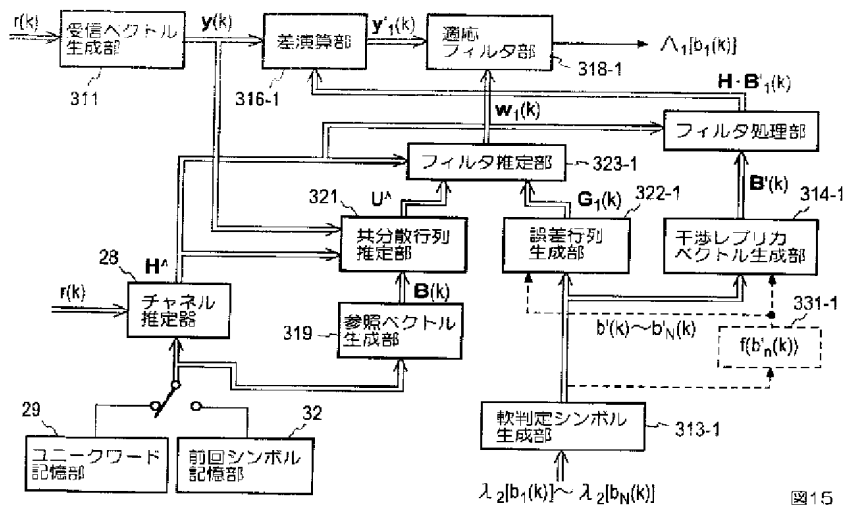 r(k)
受信ベクトル
生成部
311
y(k)
差演算部
316-1
y'₁(k)
適応
フィルタ部
318-1
Λ₁[b₁(k)]
H・B'₁(k)
w₁(k)
フィルタ処理部
フィルタ推定部
323-1
B'(k)
321
U^
G₁(k)
322-1
314-1
共分散行列
推定部
誤差行列
生成部
干渉レプリカ
ベクトル生成部
28
H^
r(k)
チャネル
推定器
B(k)
319
参照ベクトル
生成部
b'(k)～b'N(k)
331-1
f(b'n(k))
29
32
ユニークワード
記憶部
前回シンボル
記憶部
軟判定シンボル
生成部
313-1
λ₂[b₁(k)]～λ₂[bN(k)]
図15